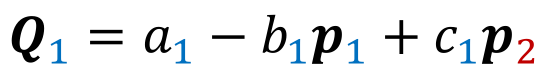 Q₁ = a₁ − b₁p₁ + c₁p₂